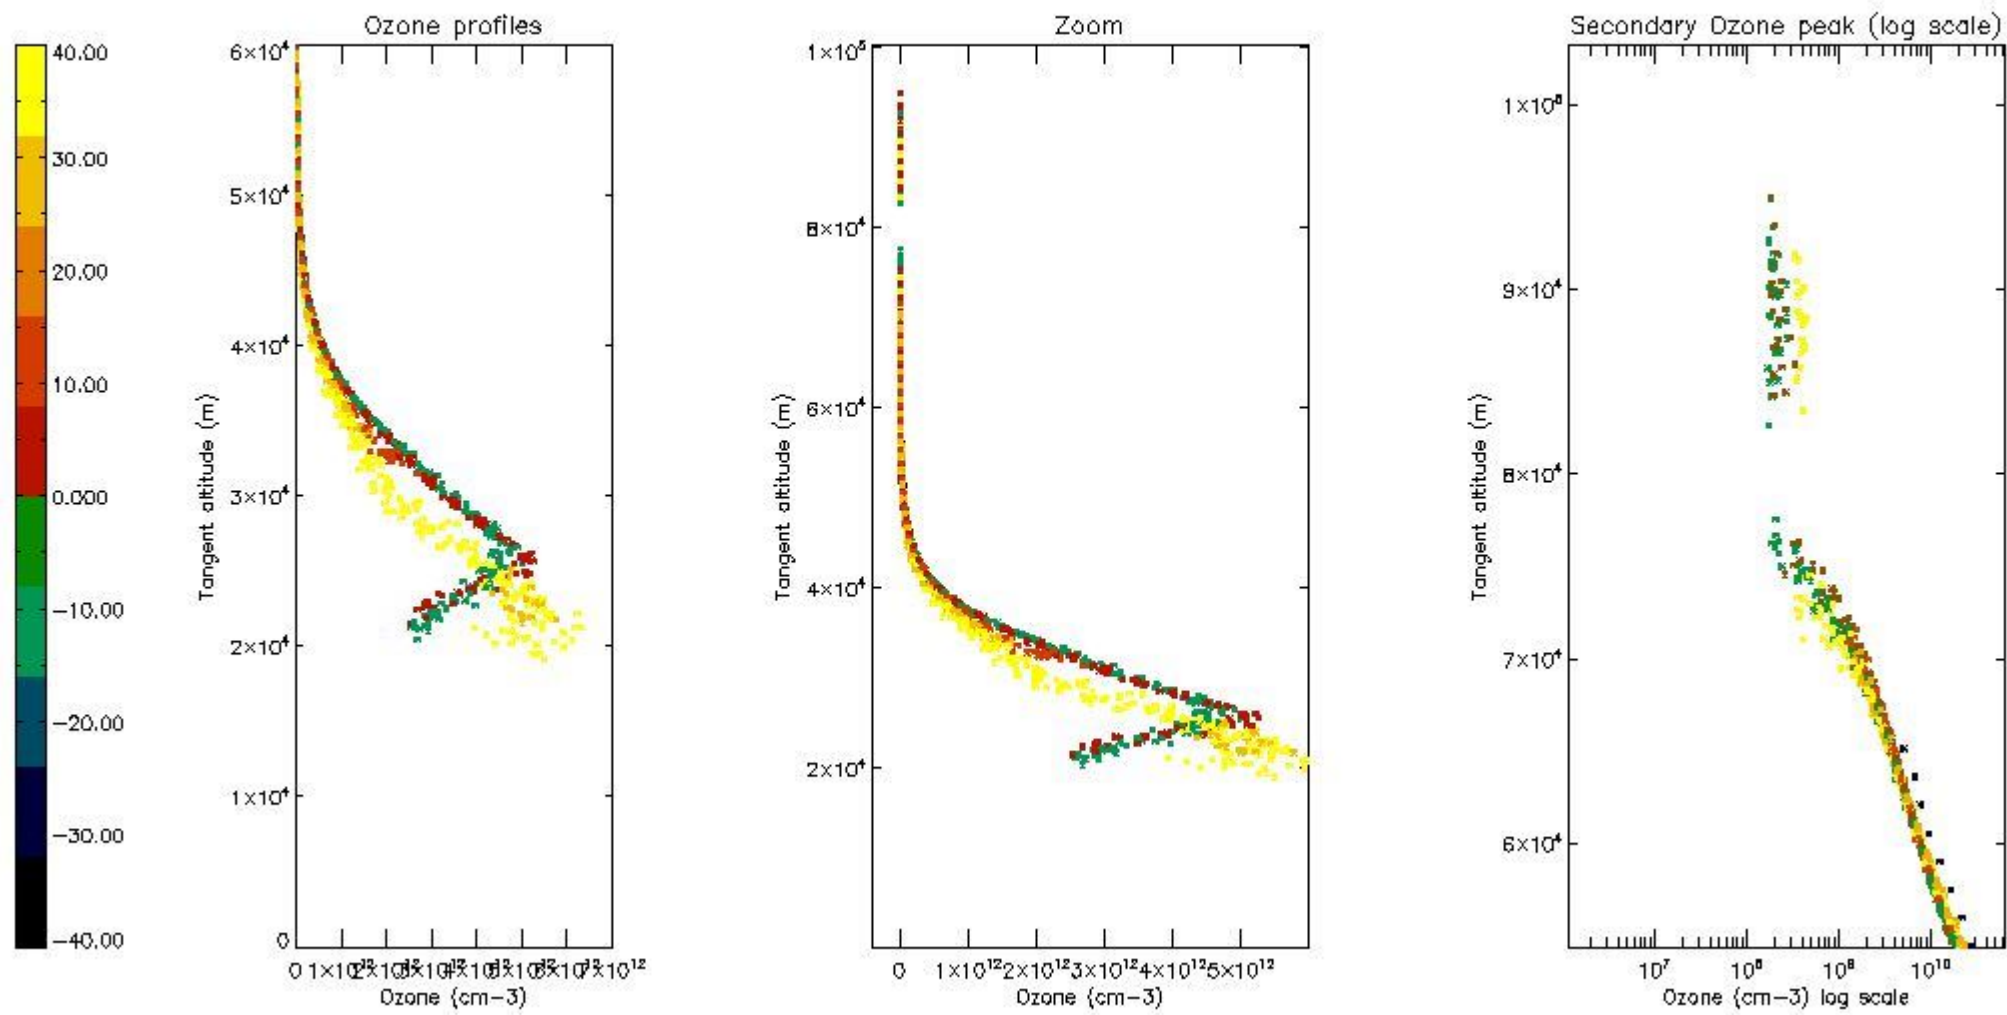 Ozone profiles
Zoom
Secondary Ozone peak (log scale)
40.00
30.00
20.00
10.00
-10.00
-20.00
-30.00
-40.00
6×10⁴
5×10⁴
4×10⁴
3×10⁴
2×10⁴
1×10⁴
0
Tangent altitude (m)
Ozone (cm-3)
1×10⁵
8×10⁴
6×10⁴
4×10⁴
2×10⁴
Tangent altitude (m)
0 1×10¹² 2×10¹² 3×10¹² 4×10¹² 5×10¹²
Ozone (cm-3)
9×10⁴
8×10⁴
7×10⁴
6×10⁴
Tangent altitude (m)
10⁷ 10⁸ 10⁹ 10¹⁰
Ozone (cm-3) log scale